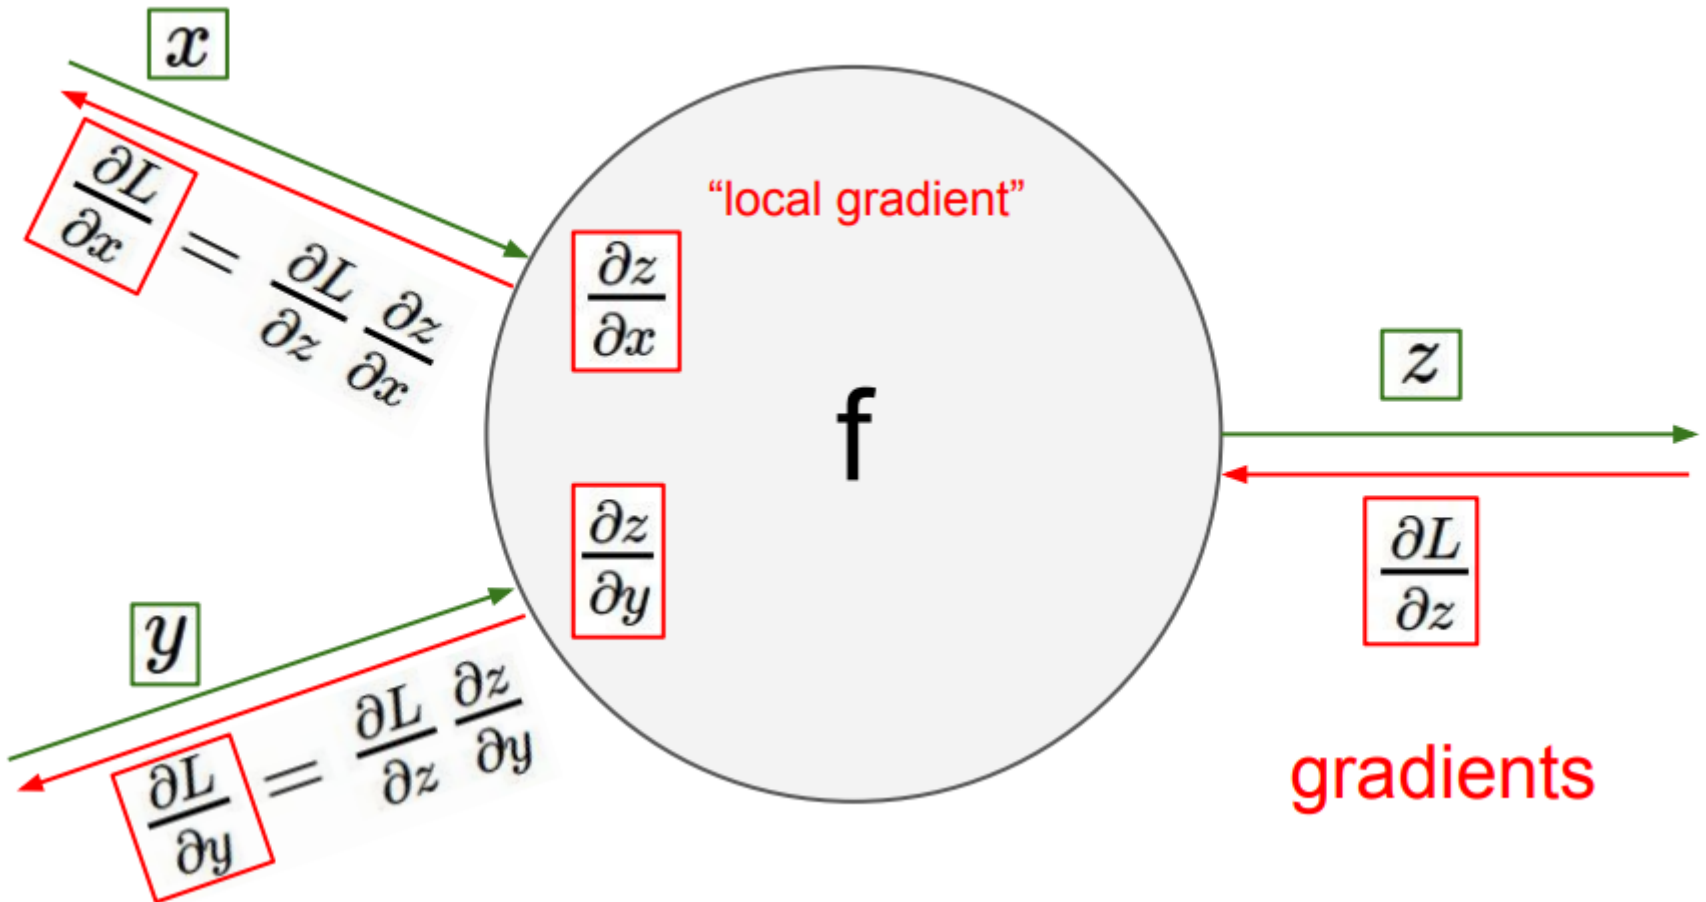 x
∂L/∂x = ∂L/∂z ∂z/∂x
“local gradient”
∂z/∂x
f
z
∂z/∂y
∂L/∂z
y
∂L/∂y = ∂L/∂z ∂z/∂y
gradients